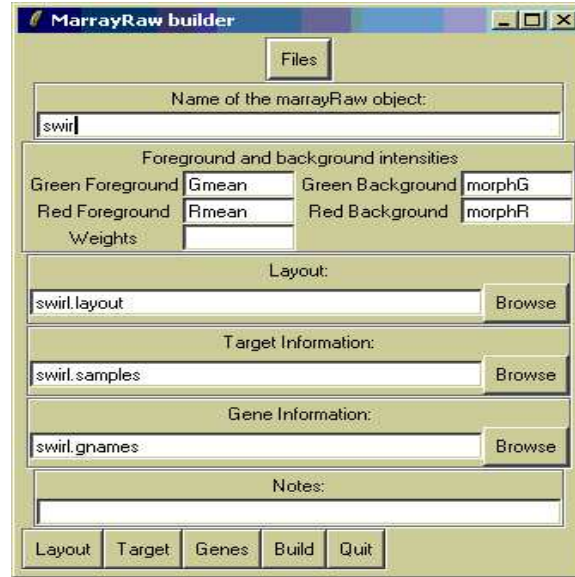 MarrayRaw builder
Files
Name of the marrayRaw object:
swir
Foreground and background intensities
Green Foreground Gmean Green Background morphG
Red Foreground Rmean Red Background morphR
Weights
Layout:
swirl.layout Browse
Target Information:
swirl.samples Browse
Gene Information:
swirl.gnames Browse
Notes:
Layout Target Genes Build Quit